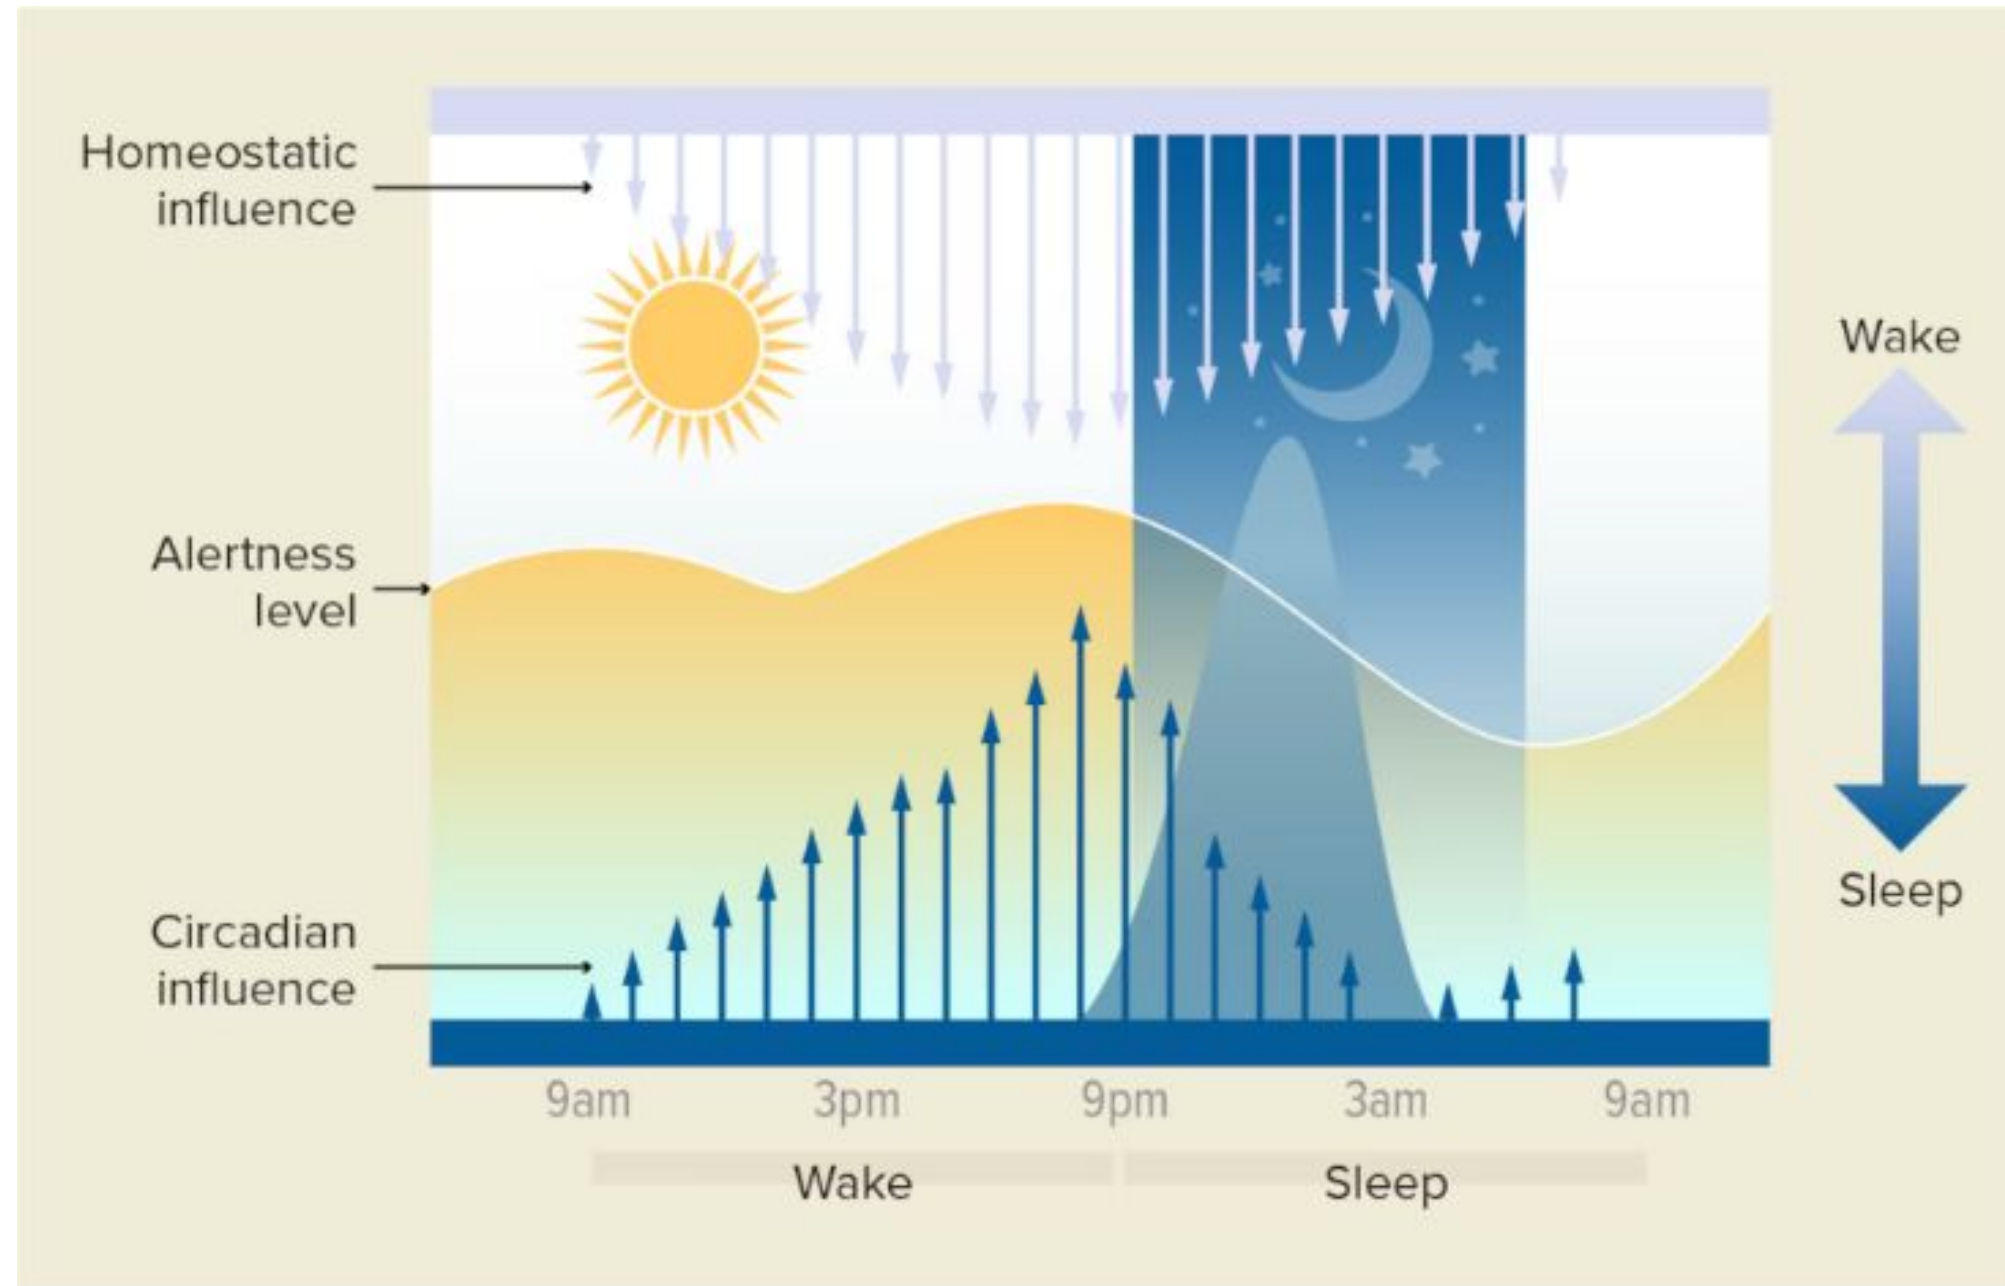 Homeostatic
influence
Wake
Alertness
level
Sleep
Circadian
influence
9am 3pm 9pm 3am 9am
Wake Sleep